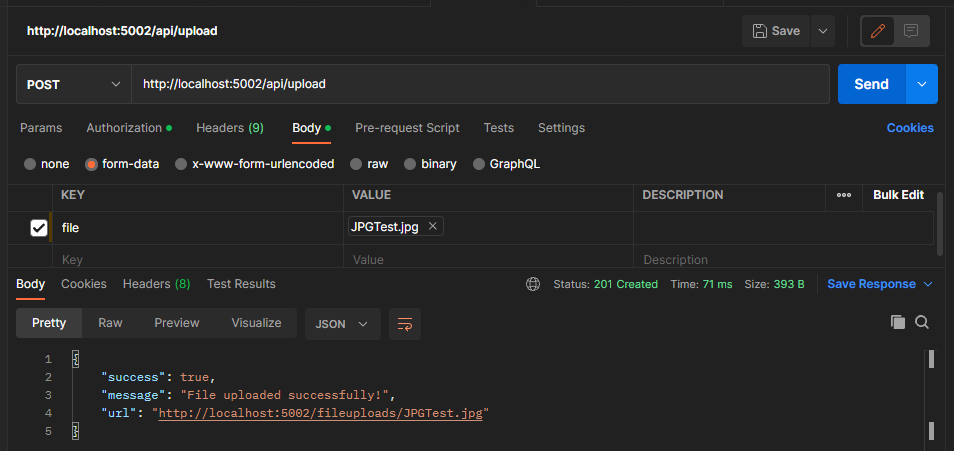 http://localhost:5002/api/upload Save
POST http://localhost:5002/api/upload Send
Params Authorization Headers (9) Body Pre-request Script Tests Settings Cookies
none form-data x-www-form-urlencoded raw binary GraphQL
KEY VALUE DESCRIPTION ooo Bulk Edit
file JPGTest.jpg ×
Key Value Description
Body Cookies Headers (8) Test Results Status: 201 Created Time: 71 ms Size: 393 B Save Response
Pretty Raw Preview Visualize JSON
1 {
2 "success": true,
3 "message": "File uploaded successfully!",
4 "url": "http://localhost:5002/fileuploads/JPGTest.jpg"
5 }